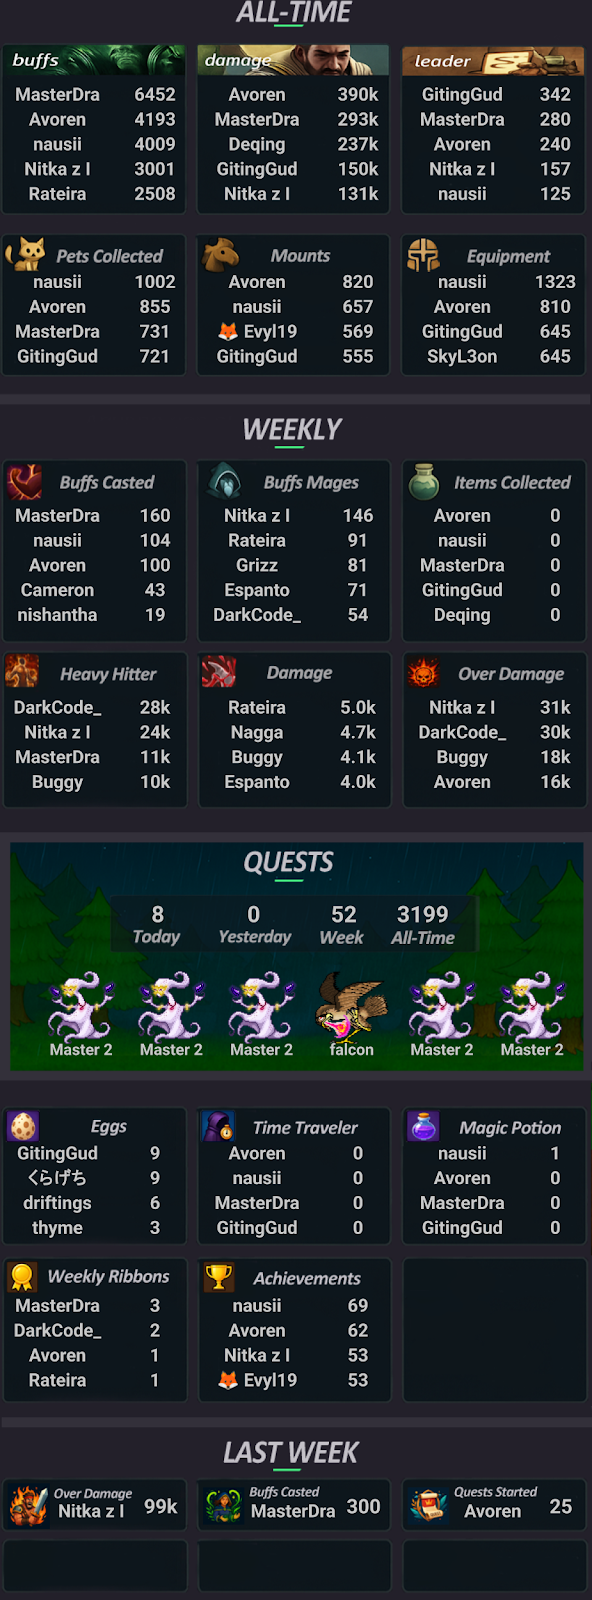 ALL-TIME
buffs
MasterDra 6452
Avoren 4193
nausii 4009
Nitka z I 3001
Rateira 2508
damage
Avoren 390k
MasterDra 293k
Deqing 237k
GitingGud 150k
Nitka z I 131k
leader
GitingGud 342
MasterDra 280
Avoren 240
Nitka z I 157
nausii 125
Pets Collected
nausii 1002
Avoren 855
MasterDra 731
GitingGud 721
Mounts
Avoren 820
nausii 657
🦊 Evyl19 569
GitingGud 555
Equipment
nausii 1323
Avoren 810
GitingGud 645
SkyL3on 645
WEEKLY
Buffs Casted
MasterDra 160
nausii 104
Avoren 100
Cameron 43
nishantha 19
Buffs Mages
Nitka z I 146
Rateira 91
Grizz 81
Espanto 71
DarkCode_ 54
Items Collected
Avoren 0
nausii 0
MasterDra 0
GitingGud 0
Deqing 0
Heavy Hitter
DarkCode_ 28k
Nitka z I 24k
MasterDra 11k
Buggy 10k
Damage
Rateira 5.0k
Nagga 4.7k
Buggy 4.1k
Espanto 4.0k
Over Damage
Nitka z I 31k
DarkCode_ 30k
Buggy 18k
Avoren 16k
QUESTS
8 0 52 3199
Today Yesterday Week All-Time
Master 2 Master 2 Master 2 falcon Master 2 Master 2
Eggs
GitingGud 9
くらげち 9
driftings 6
thyme 3
Time Traveler
Avoren 0
nausii 0
MasterDra 0
GitingGud 0
Magic Potion
nausii 1
Avoren 0
MasterDra 0
GitingGud 0
Weekly Ribbons
MasterDra 3
DarkCode_ 2
Avoren 1
Rateira 1
Achievements
nausii 69
Avoren 62
Nitka z I 53
🦊 Evyl19 53
LAST WEEK
Over Damage
Nitka z I 99k
Buffs Casted
MasterDra 300
Quests Started
Avoren 25